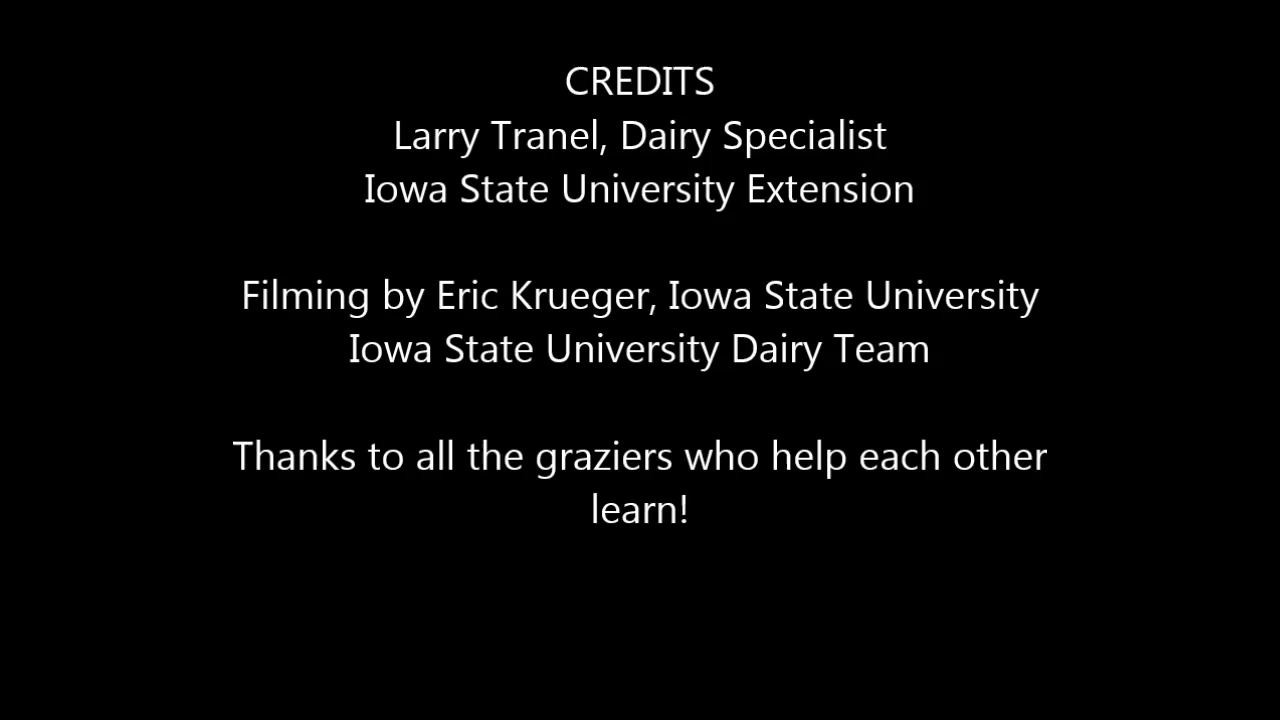 CREDITS
Larry Tranel, Dairy Specialist
Iowa State University Extension
Filming by Eric Krueger, Iowa State University
Iowa State University Dairy Team
Thanks to all the graziers who help each other
learn!